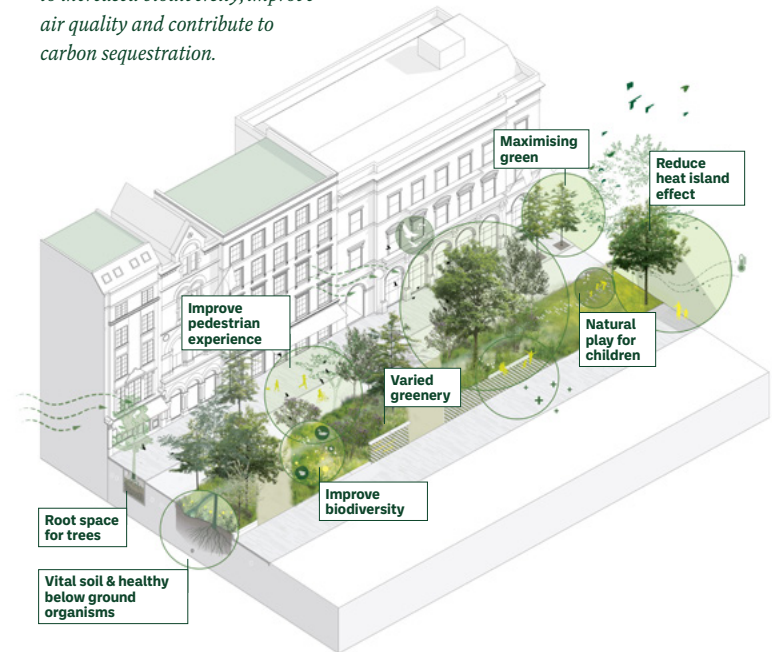 to increased biodiversity, improve
air quality and contribute to
carbon sequestration.
Maximising
green
Reduce
heat island
effect
Improve
pedestrian
experience
Natural
play for
children
Varied
greenery
Improve
biodiversity
Root space
for trees
Vital soil & healthy
below ground
organisms